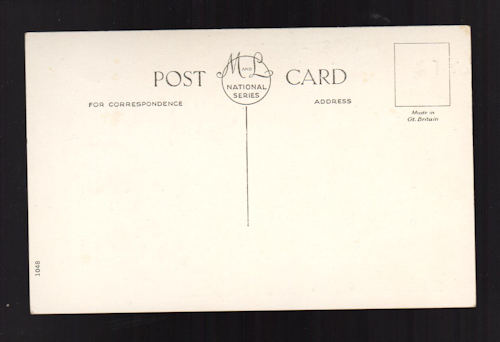 POST M AND L CARD
NATIONAL
SERIES
FOR CORRESPONDENCE
ADDRESS
Made in
Gt. Britain
1048